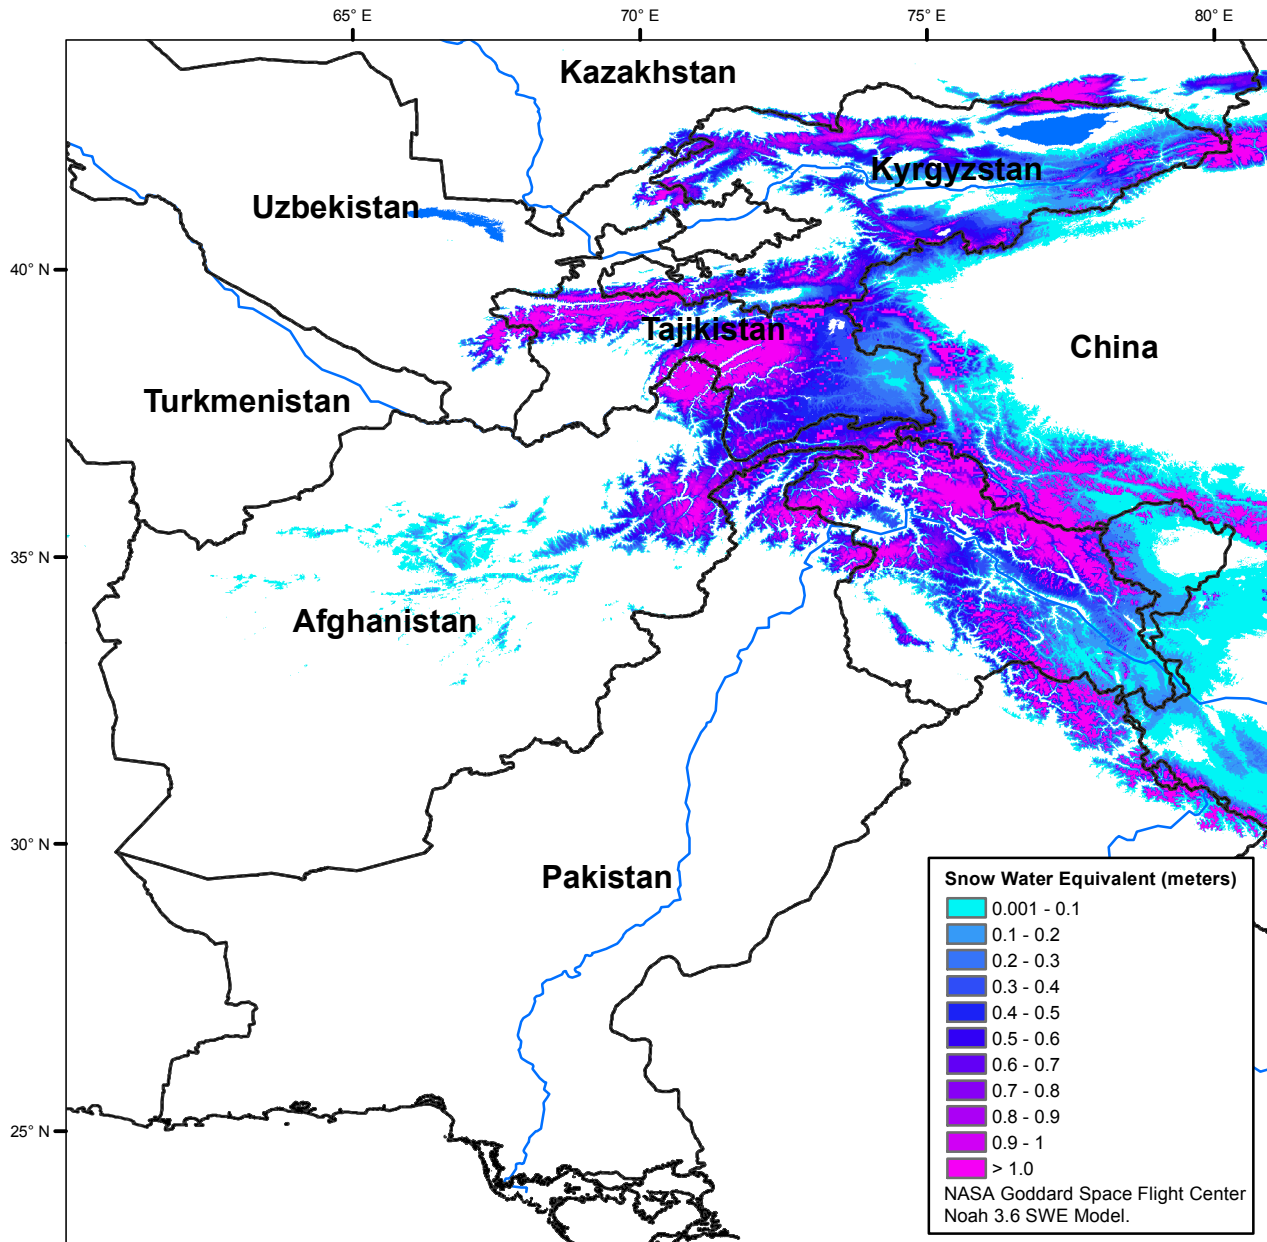 65° E
70° E
75° E
80° E
Kazakhstan
Kyrgyzstan
Uzbekistan
40° N
Tajikistan
China
Turkmenistan
35° N
Afghanistan
30° N
Pakistan
25° N
Snow Water Equivalent (meters)
0.001 - 0.1
0.1 - 0.2
0.2 - 0.3
0.3 - 0.4
0.4 - 0.5
0.5 - 0.6
0.6 - 0.7
0.7 - 0.8
0.8 - 0.9
0.9 - 1
> 1.0
NASA Goddard Space Flight Center
Noah 3.6 SWE Model.